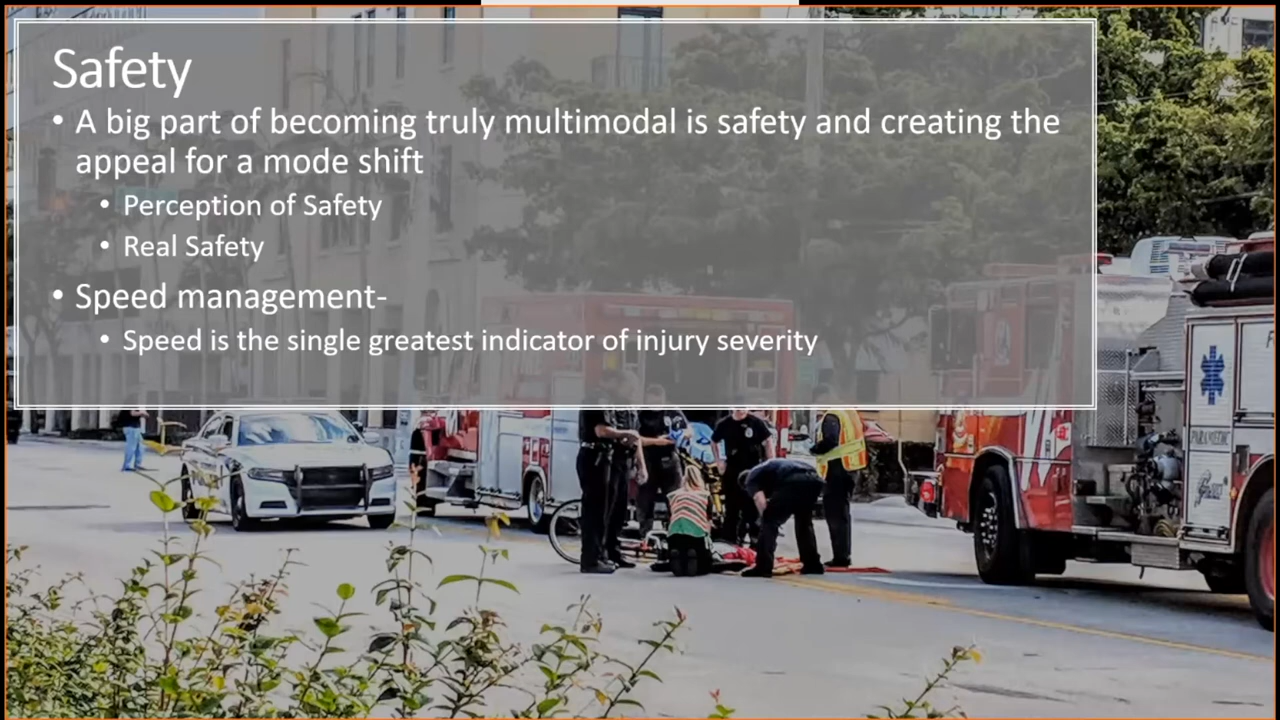 Safety
• A big part of becoming truly multimodal is safety and creating the
appeal for a mode shift
• Perception of Safety
• Real Safety
• Speed management-
• Speed is the single greatest indicator of injury severity
PARAMEDIC